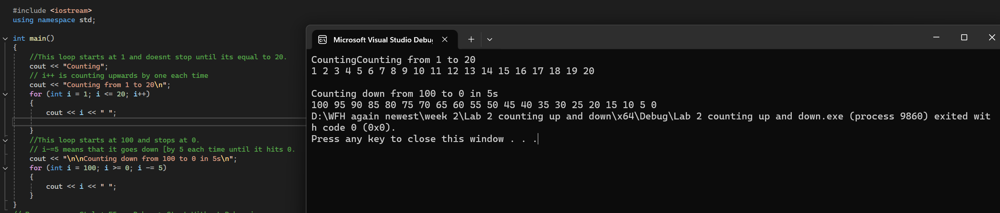 #include <iostream>
using namespace std;
int main()
{
//This loop starts at 1 and doesnt stop until its equal to 20.
cout << "Counting";
// i++ is counting upwards by one each time
cout << "Counting from 1 to 20\n";
for (int i = 1; i <= 20; i++)
{
cout << i << " ";
}
//This loop starts at 100 and stops at 0.
// i-=5 means that it goes down [by 5 each time until it hits 0.
cout << "\n\nCounting down from 100 to 0 in 5s\n";
for (int i = 100; i >= 0; i -= 5)
{
cout << i << " ";
}
}
Microsoft Visual Studio Debu
CountingCounting from 1 to 20
1 2 3 4 5 6 7 8 9 10 11 12 13 14 15 16 17 18 19 20
Counting down from 100 to 0 in 5s
100 95 90 85 80 75 70 65 60 55 50 45 40 35 30 25 20 15 10 5 0
D:\WFH again newest\week 2\Lab 2 counting up and down\x64\Debug\Lab 2 counting up and down.exe (process 9860) exited wit
h code 0 (0x0).
Press any key to close this window . . .